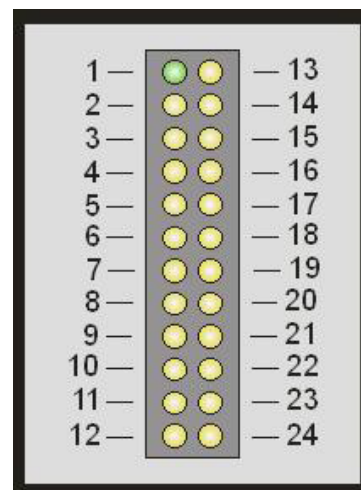 1 — — 13
2 — — 14
3 — — 15
4 — — 16
5 — — 17
6 — — 18
7 — — 19
8 — — 20
9 — — 21
10 — — 22
11 — — 23
12 — — 24